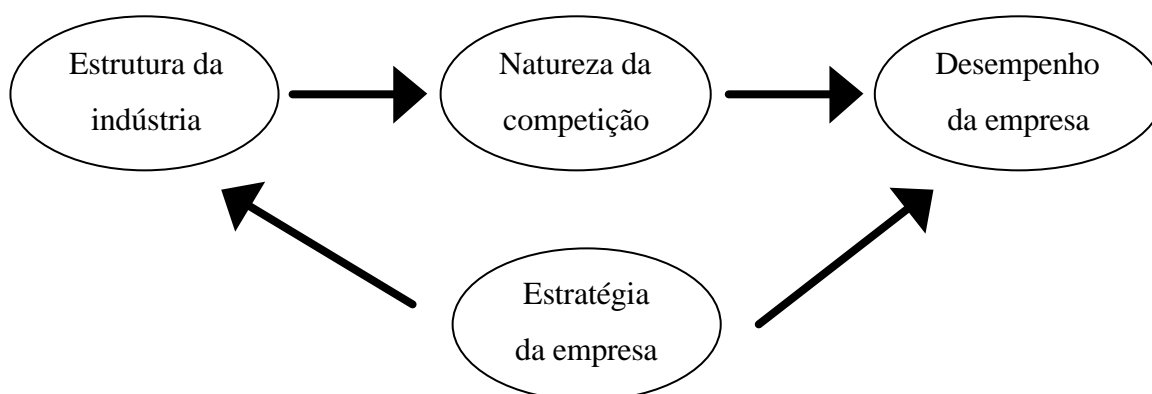 Estrutura da
indústria
Natureza da
competição
Desempenho
da empresa
Estratégia
da empresa